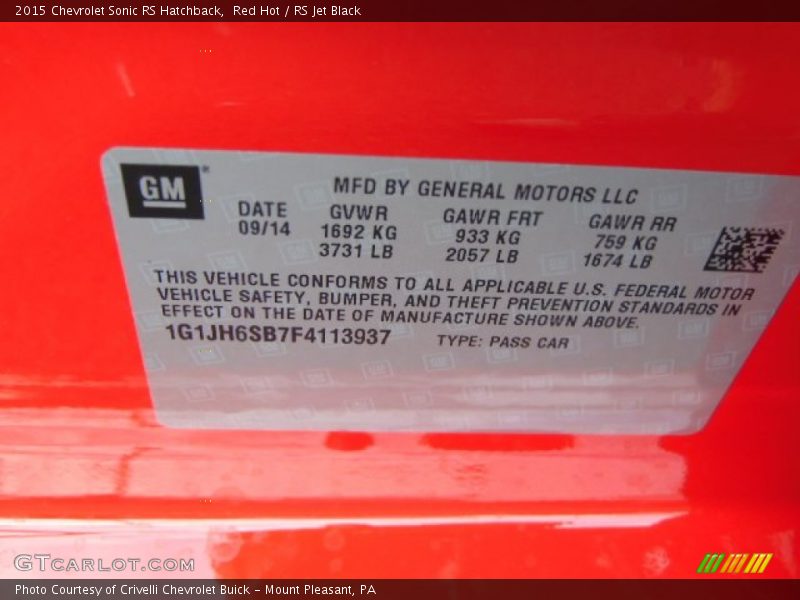 2015 Chevrolet Sonic RS Hatchback,  Red Hot / RS Jet Black
GM
MFD BY GENERAL MOTORS LLC
DATE GVWR GAWR FRT GAWR RR
09/14 1692 KG 933 KG 759 KG
3731 LB 2057 LB 1674 LB
THIS VEHICLE CONFORMS TO ALL APPLICABLE U.S. FEDERAL MOTOR
VEHICLE SAFETY, BUMPER, AND THEFT PREVENTION STANDARDS IN
EFFECT ON THE DATE OF MANUFACTURE SHOWN ABOVE.
1G1JH6SB7F4113937 TYPE: PASS CAR
GTCARLOT.COM
Photo Courtesy of Crivelli Chevrolet Buick - Mount Pleasant, PA